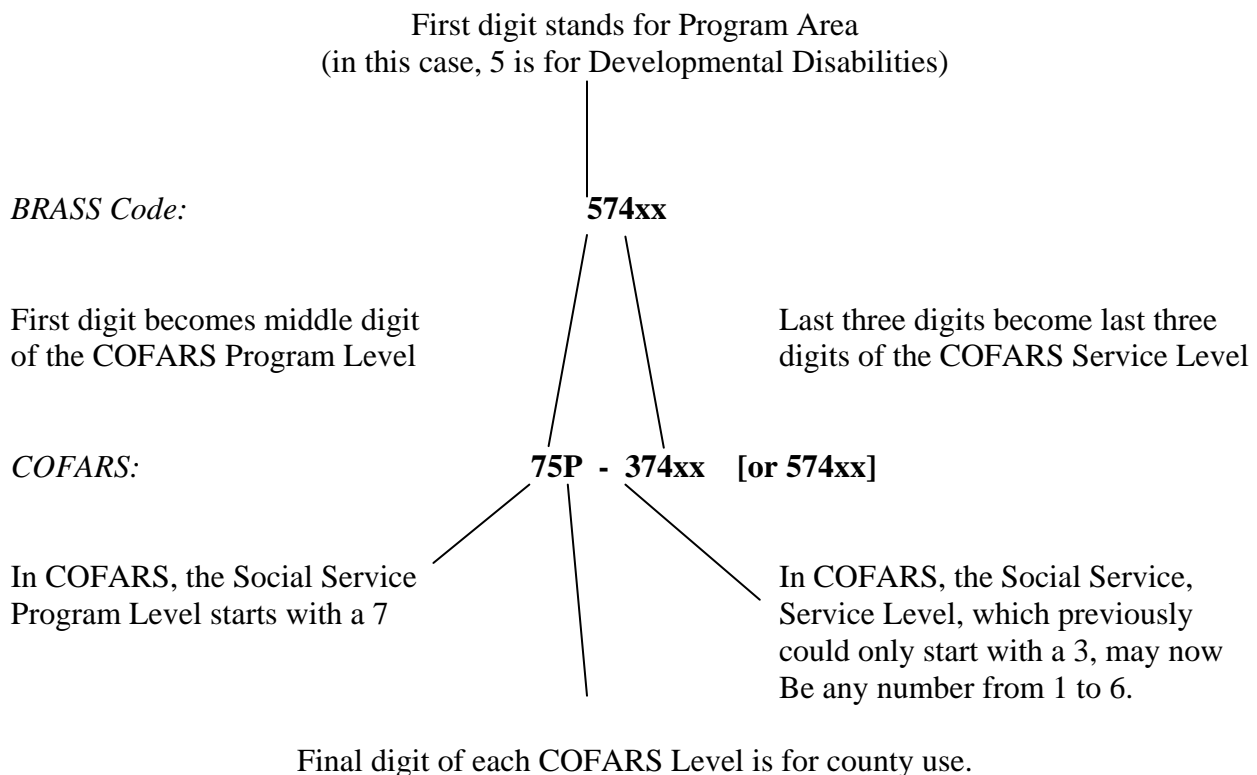 First digit stands for Program Area
(in this case, 5 is for Developmental Disabilities)
BRASS Code:
574xx
First digit becomes middle digit
of the COFARS Program Level
Last three digits become last three
digits of the COFARS Service Level
COFARS:
75P - 374xx [or 574xx]
In COFARS, the Social Service
Program Level starts with a 7
In COFARS, the Social Service,
Service Level, which previously
could only start with a 3, may now
Be any number from 1 to 6.
Final digit of each COFARS Level is for county use.